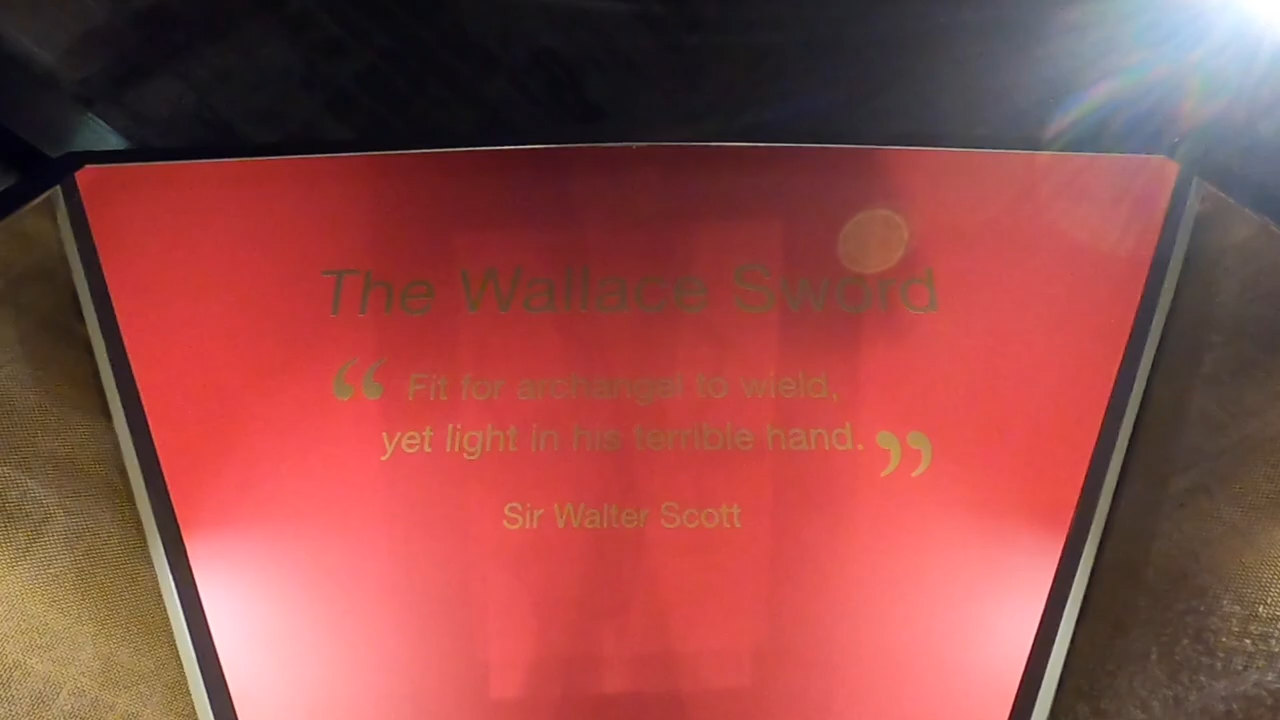 The Wallace Sword
“ Fit for archangel to wield,
yet light in his terrible hand. ”
Sir Walter Scott